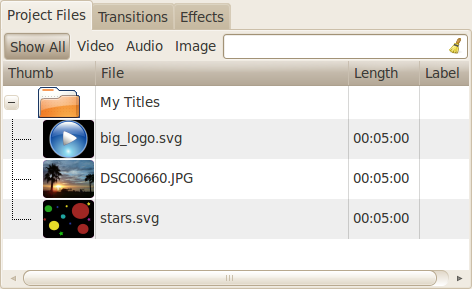 Project Files Transitions Effects
Show All Video Audio Image
Thumb File Length Label
My Titles
big_logo.svg 00:05:00
DSC00660.JPG 00:05:00
stars.svg 00:05:00